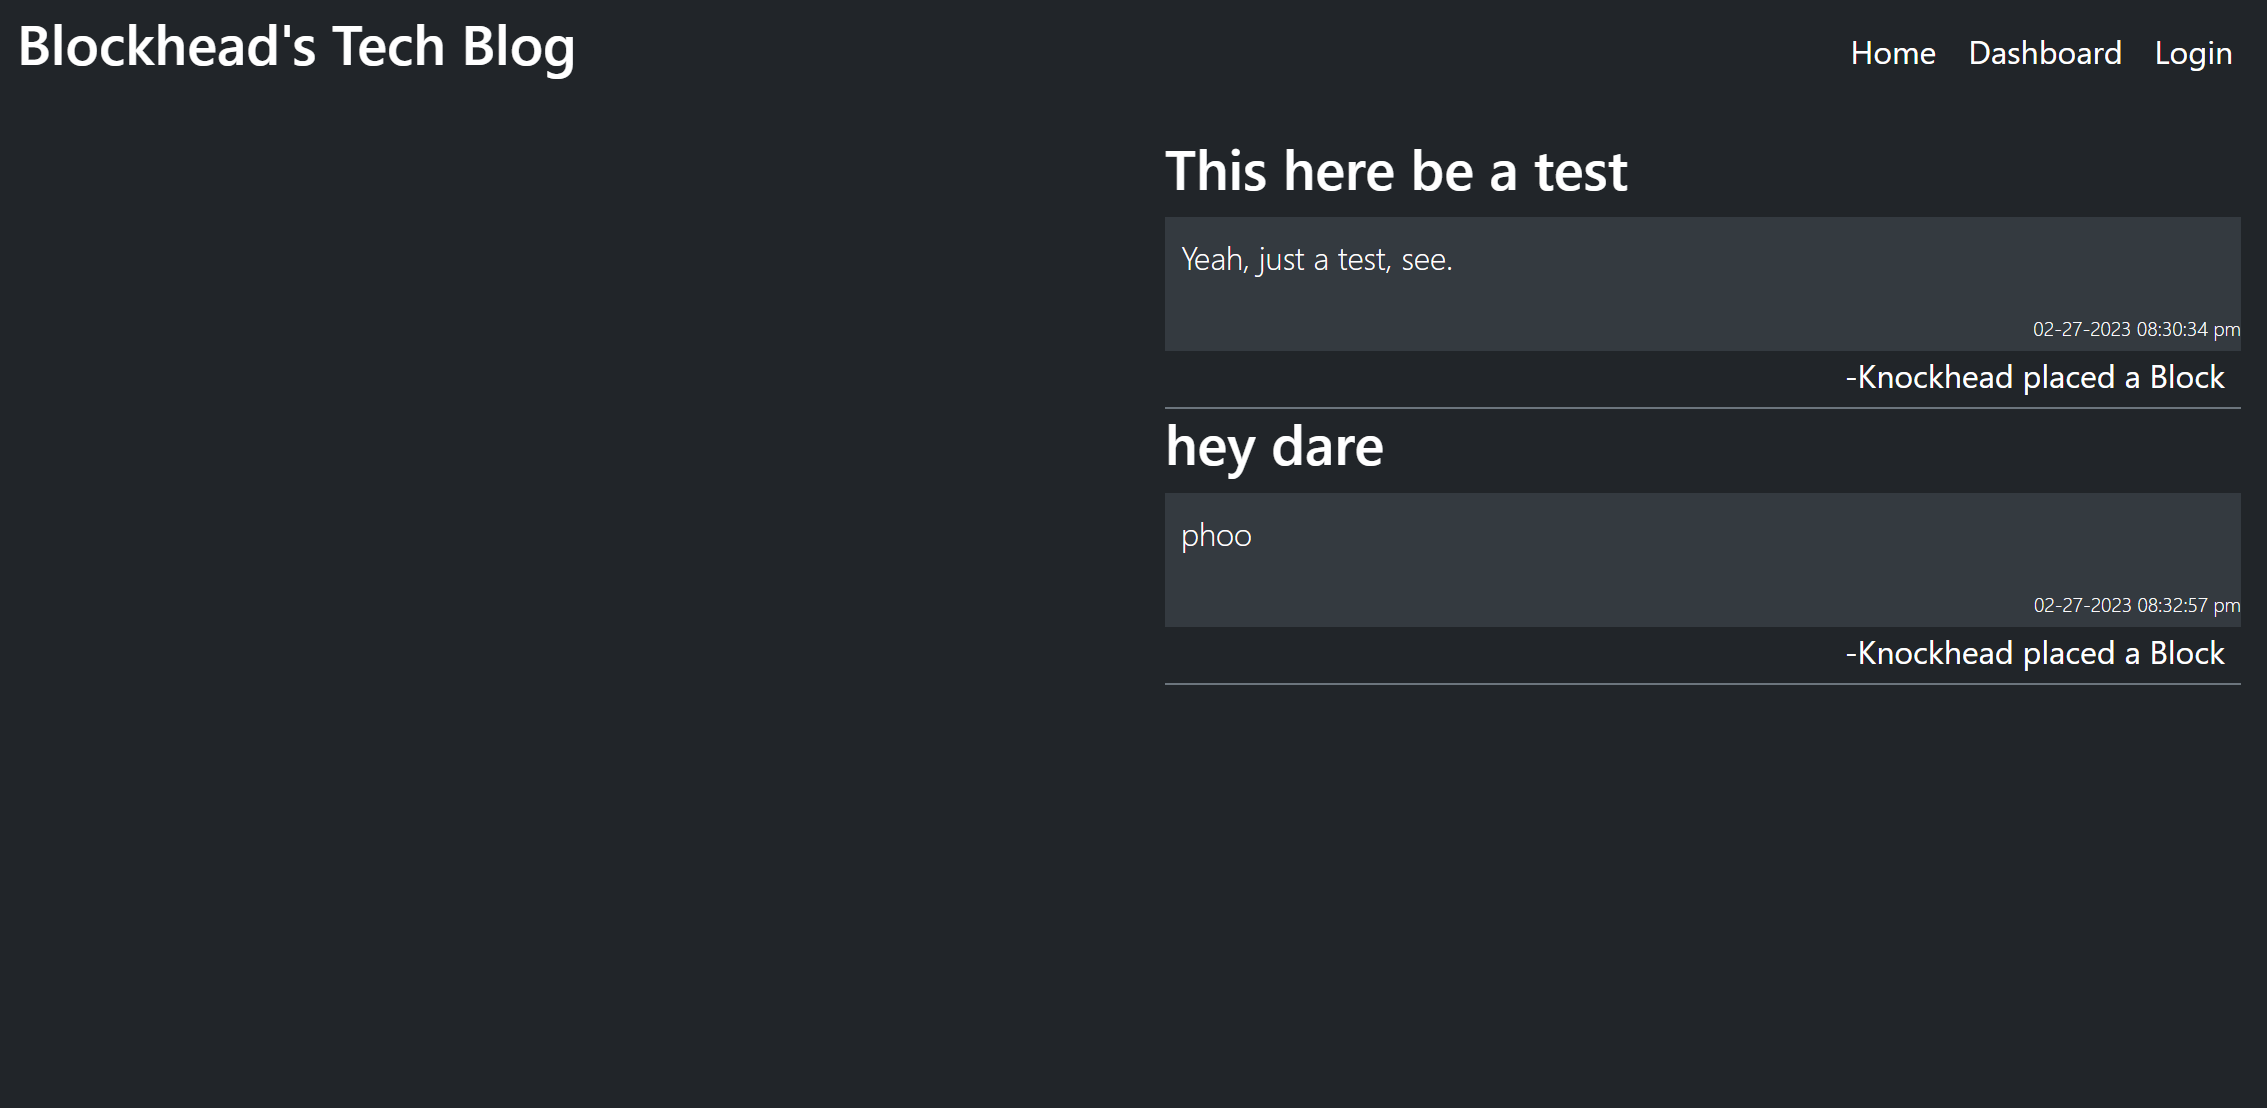 Blockhead's Tech Blog
Home Dashboard Login
This here be a test
Yeah, just a test, see.
02-27-2023 08:30:34 pm
-Knockhead placed a Block
hey dare
phoo
02-27-2023 08:32:57 pm
-Knockhead placed a Block